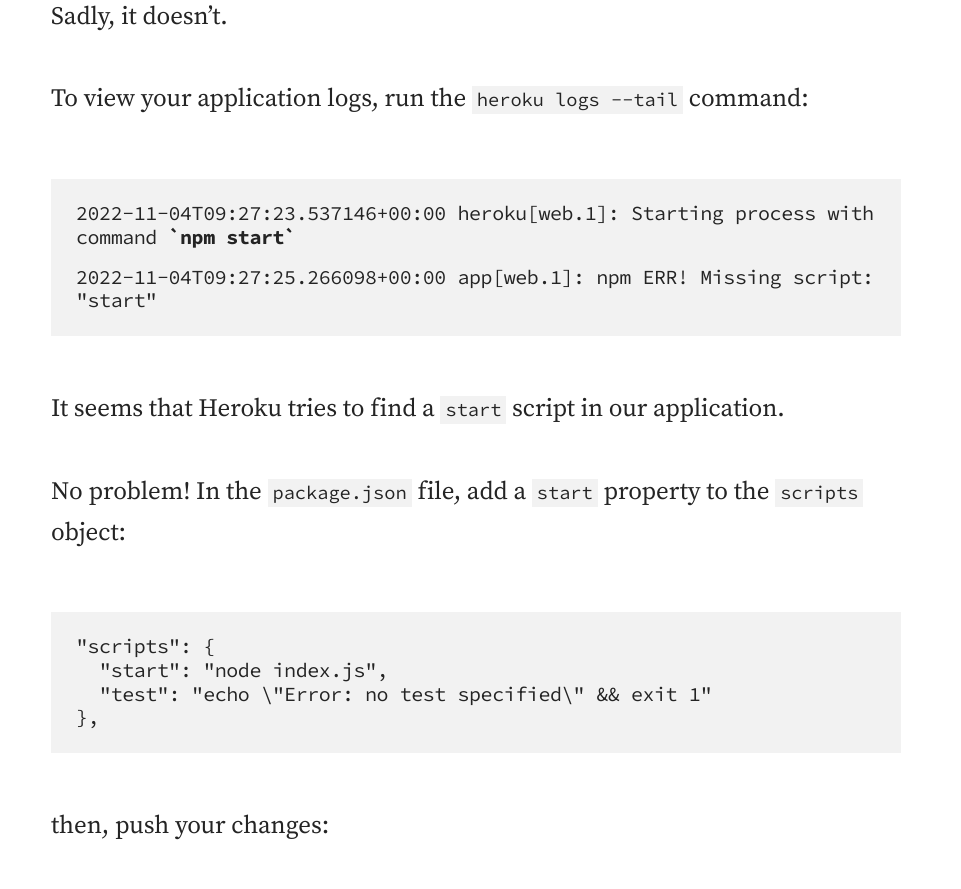 Sadly, it doesn’t.
To view your application logs, run the heroku logs --tail command:
2022-11-04T09:27:23.537146+00:00 heroku[web.1]: Starting process with
command `npm start`
2022-11-04T09:27:25.266098+00:00 app[web.1]: npm ERR! Missing script:
"start"
It seems that Heroku tries to find a start script in our application.
No problem! In the package.json file, add a start property to the scripts
object:
"scripts": {
  "start": "node index.js",
  "test": "echo \"Error: no test specified\" && exit 1"
},
then, push your changes: